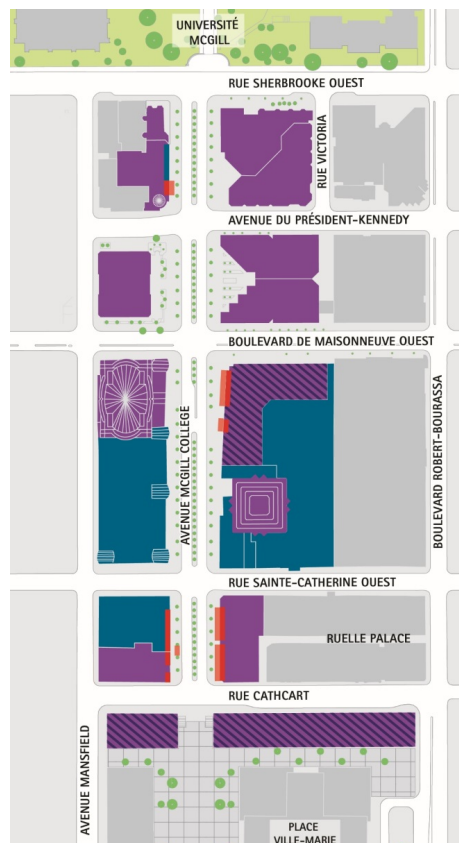 UNIVERSITÉ
MCGILL
RUE SHERBROOKE OUEST
RUE VICTORIA
AVENUE DU PRÉSIDENT-KENNEDY
BOULEVARD DE MAISONNEUVE OUEST
AVENUE MCGILL COLLEGE
BOULEVARD ROBERT-BOURASSA
RUE SAINTE-CATHERINE OUEST
RUELLE PALACE
RUE CATHCART
AVENUE MANSFIELD
PLACE
VILLE-MARIE